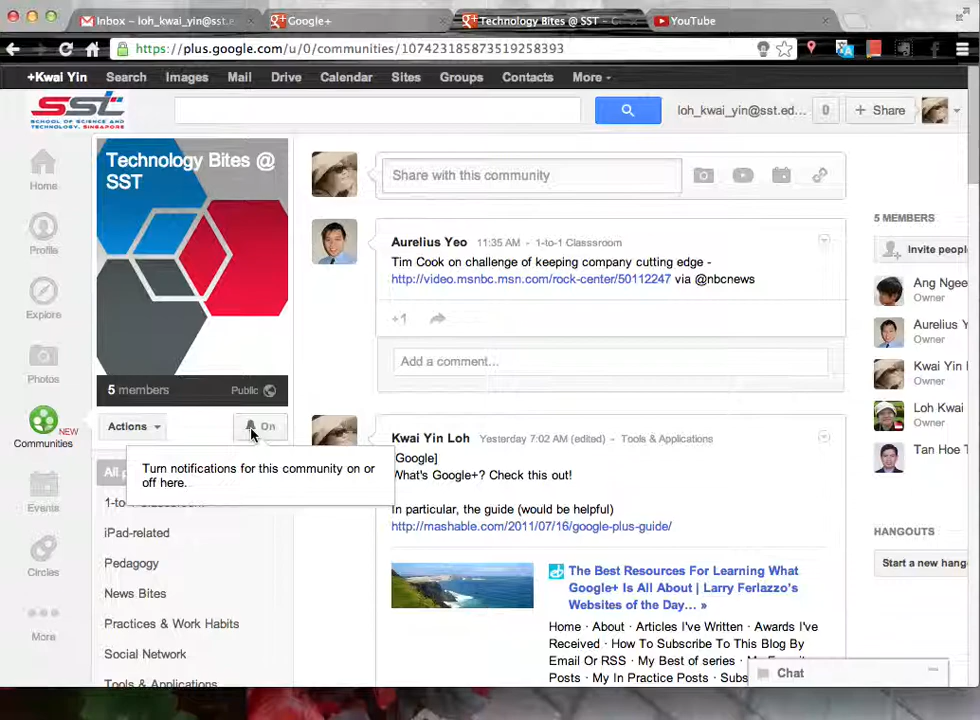 Inbox – loh_kwai_yin@sst.e
Google+
Technology Bites @ SST - G
YouTube
https://plus.google.com/u/0/communities/107423185873519258393
+Kwai Yin Search Images Mail Drive Calendar Sites Groups Contacts More
sst
SCHOOL OF SCIENCE AND
TECHNOLOGY, SINGAPORE
loh_kwai_yin@sst.ed... 0 + Share
Home
Profile
Explore
Photos
Communities
NEW
Events
Circles
More
Technology Bites @
SST
5 members Public
Actions On
Turn notifications for this community on or
off here.
All p
iPad-related
Pedagogy
News Bites
Practices & Work Habits
Social Network
Tools & Applications
Share with this community
Aurelius Yeo 11:35 AM - 1-to-1 Classsroom
Tim Cook on challenge of keeping company cutting edge -
http://video.msnbc.msn.com/rock-center/50112247 via @nbcnews
+1
Add a comment...
Kwai Yin Loh Yesterday 7:02 AM (edited) - Tools & Applications
[Google]
What's Google+? Check this out!
In particular, the guide (would be helpful)
http://mashable.com/2011/07/16/google-plus-guide/
The Best Resources For Learning What
Google+ Is All About | Larry Ferlazzo's
Websites of the Day... »
Home · About · Articles I've Written · Awards I've
Received · How To Subscribe To This Blog By
Email Or RSS · My Best of series ·
Posts · My In Practice Posts · Subs
5 MEMBERS
Invite people
Ang Ngee
Owner
Aurelius Y
Owner
Kwai Yin
Owner
Loh Kwai
Owner
Tan Hoe T
HANGOUTS
Start a new hang
Chat